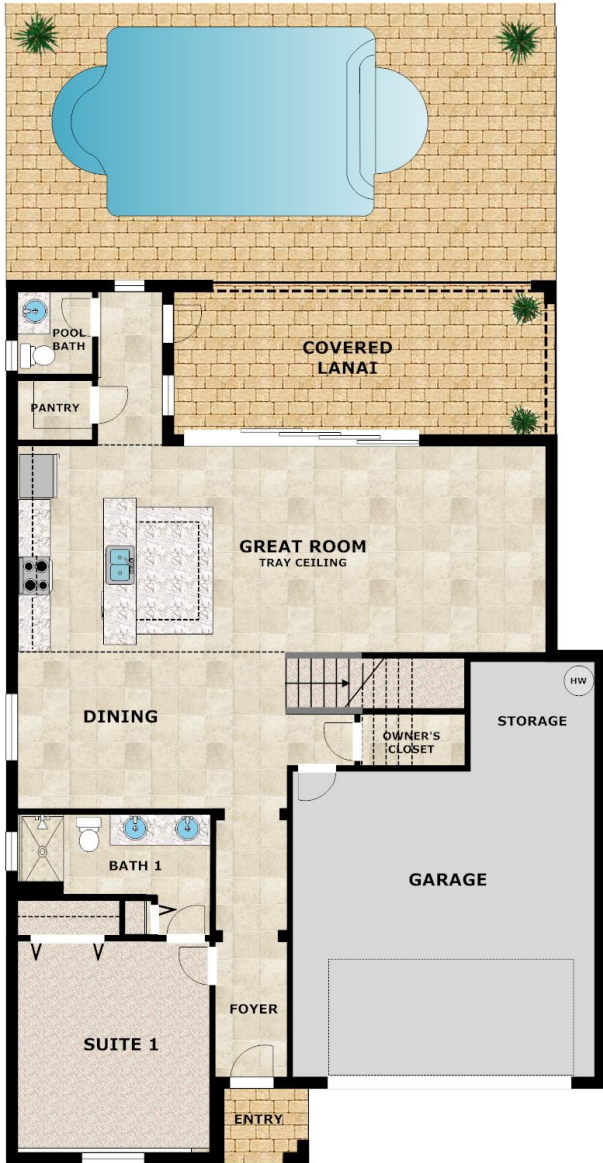 POOL
BATH
COVERED
LANAI
PANTRY
GREAT ROOM
TRAY CEILING
HW
DINING
STORAGE
OWNER'S
CLOSET
BATH 1
GARAGE
FOYER
SUITE 1
ENTRY